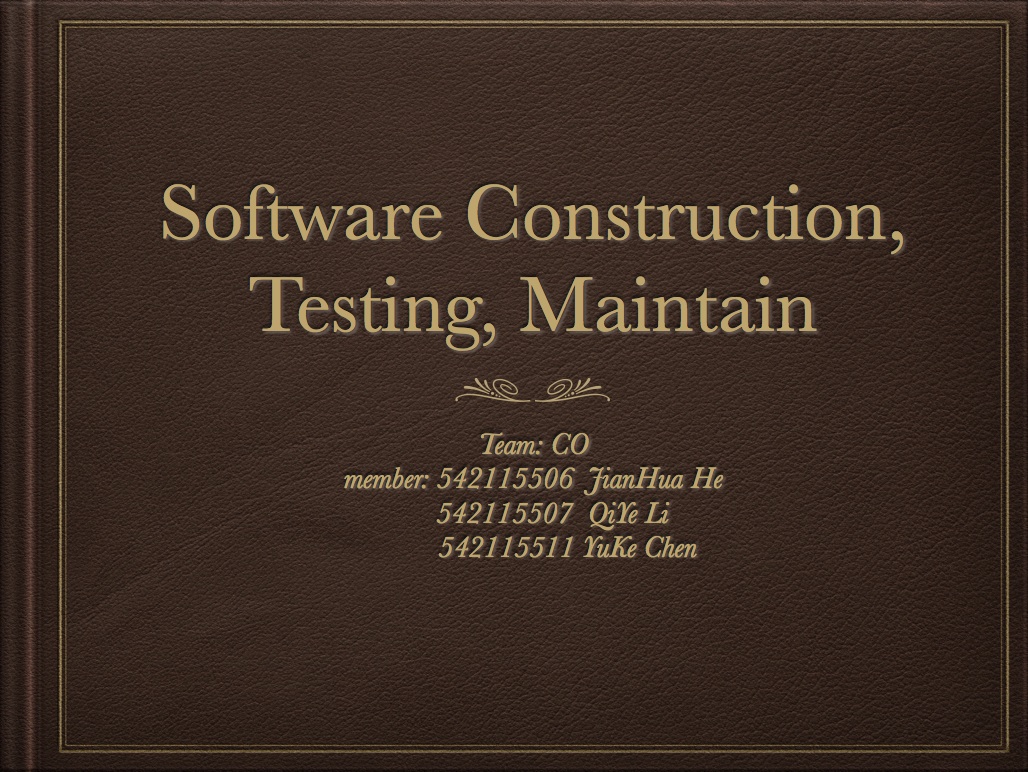 Software Construction,
Testing, Maintain
Team: CO
member: 542115506 JianHua He
542115507 QiYe Li
542115511 YuKe Chen